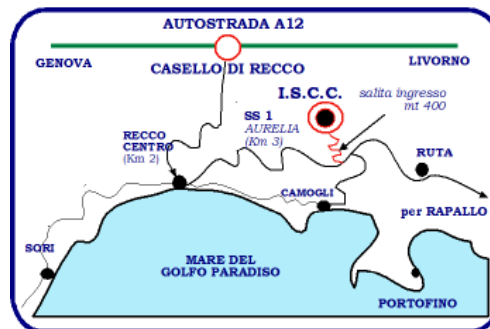 AUTOSTRADA A12
GENOVA
LIVORNO
CASELLO DI RECCO
I.S.C.C.
salita ingresso
mt 400
SS 1
AURELIA
(Km 3)
RECCO
CENTRO
(Km 2)
RUTA
CAMOGLI
per RAPALLO
SORI
MARE DEL
GOLFO PARADISO
PORTOFINO